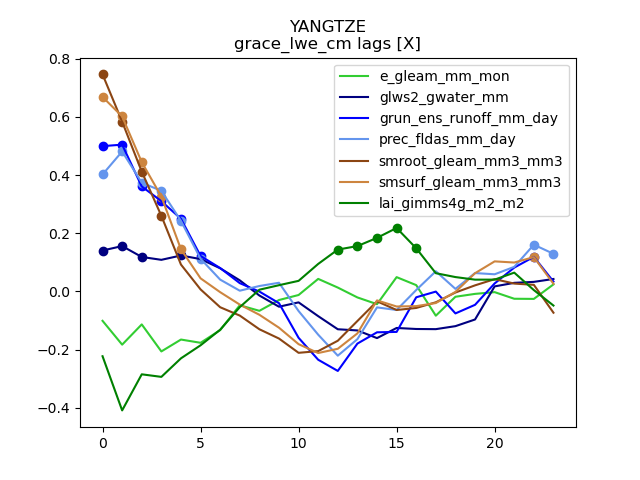 YANGTZE
grace_lwe_cm lags [X]
0.8
0.6
0.4
0.2
0.0
−0.2
−0.4
0
5
10
15
20
e_gleam_mm_mon
glws2_gwater_mm
grun_ens_runoff_mm_day
prec_fldas_mm_day
smroot_gleam_mm3_mm3
smsurf_gleam_mm3_mm3
lai_gimms4g_m2_m2